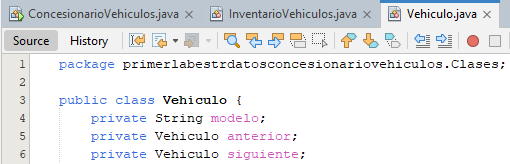 ConcesionarioVehiculos.java
InventarioVehiculos.java
Vehiculo.java
Source
History
1 package primerlabestrdatosconcesionariovehiculos.Clases;
2
3 public class Vehiculo {
4 private String modelo;
5 private Vehiculo anterior;
6 private Vehiculo siguiente;